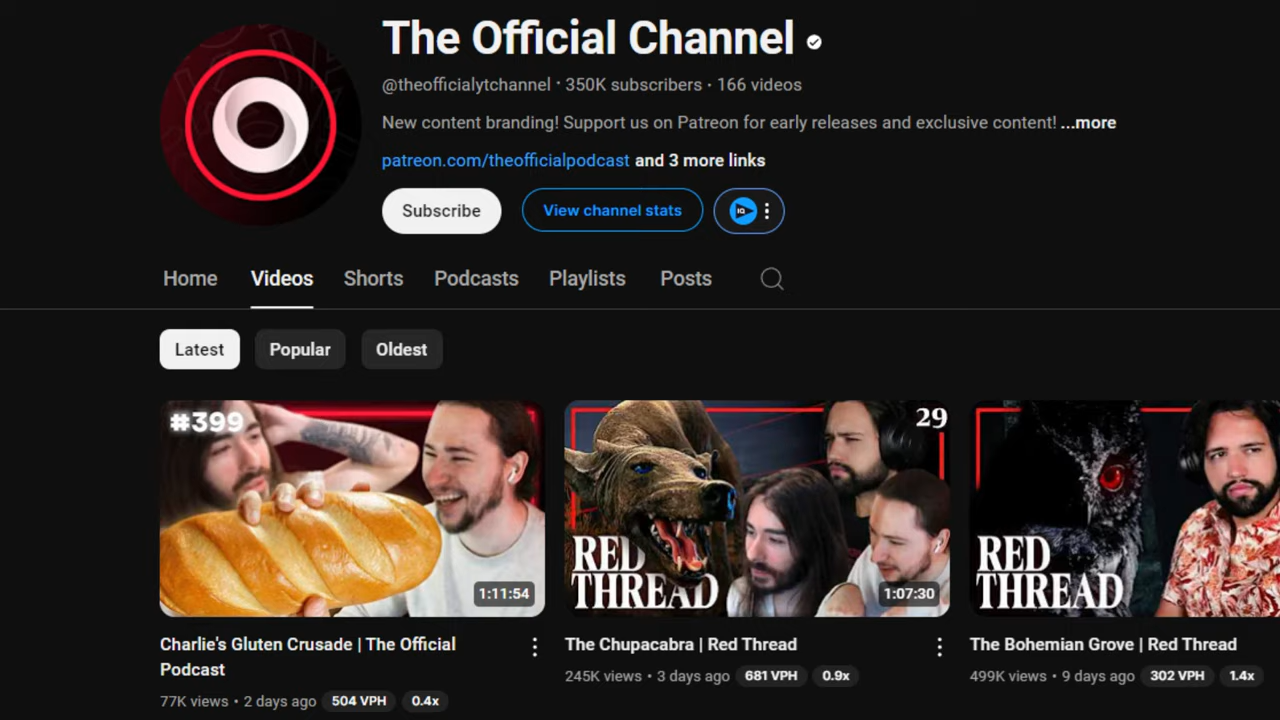 The Official Channel
@theofficialytchannel • 350K subscribers • 166 videos
New content branding! Support us on Patreon for early releases and exclusive content! ...more
patreon.com/theofficialpodcast and 3 more links
Subscribe
View channel stats
IQ
Home
Videos
Shorts
Podcasts
Playlists
Posts
Latest
Popular
Oldest
#399
1:11:54
Charlie's Gluten Crusade | The Official
Podcast
77K views • 2 days ago 504 VPH 0.4x
29
RED
THREAD
1:07:30
The Chupacabra | Red Thread
245K views • 3 days ago 681 VPH 0.9x
RED
THREAD
The Bohemian Grove | Red Thread
499K views • 9 days ago 302 VPH 1.4x